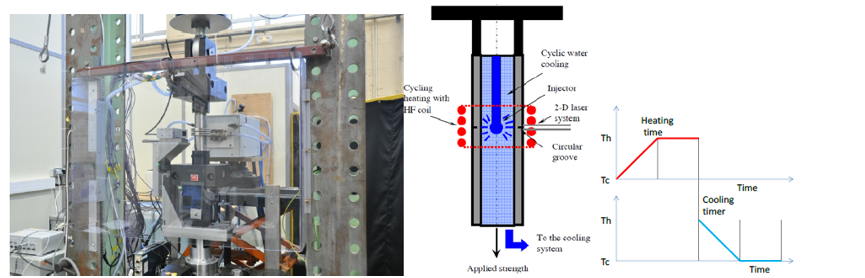 Cyclic water
cooling
Injector
Cycling
heating with
HF coil
2-D laser
system
Circular
groove
To the cooling
system
Applied strength
Heating
time
Th
Tc
Time
Cooling
timer
Th
Tc
Time